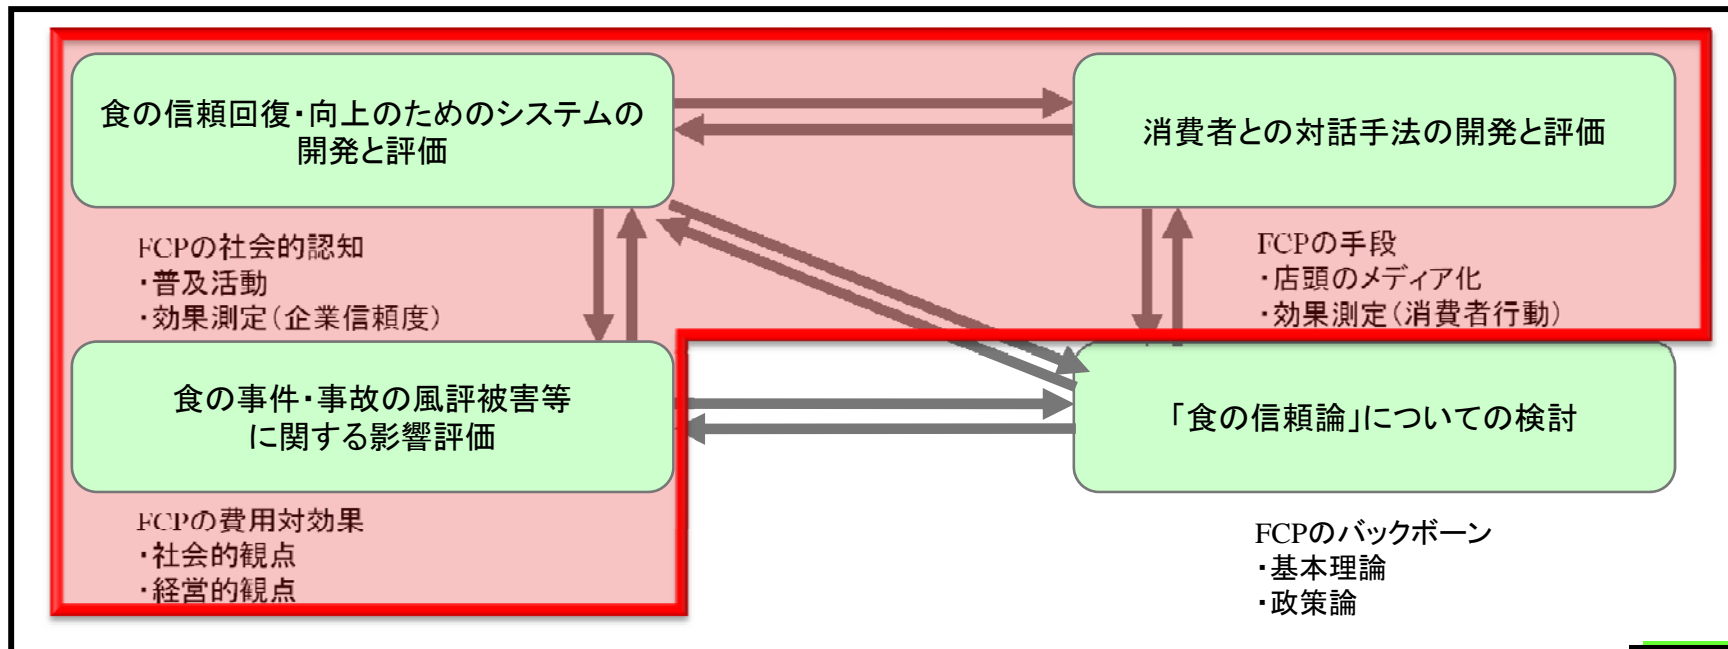 食の信頼回復・向上のためのシステムの
開発と評価
消費者との対話手法の開発と評価
FCPの社会的認知
・普及活動
・効果測定（企業信頼度）
FCPの手段
・店頭のメディア化
・効果測定（消費者行動）
食の事件・事故の風評被害等
に関する影響評価
「食の信頼論」についての検討
FCPの費用対効果
・社会的観点
・経営的観点
FCPのバックボーン
・基本理論
・政策論